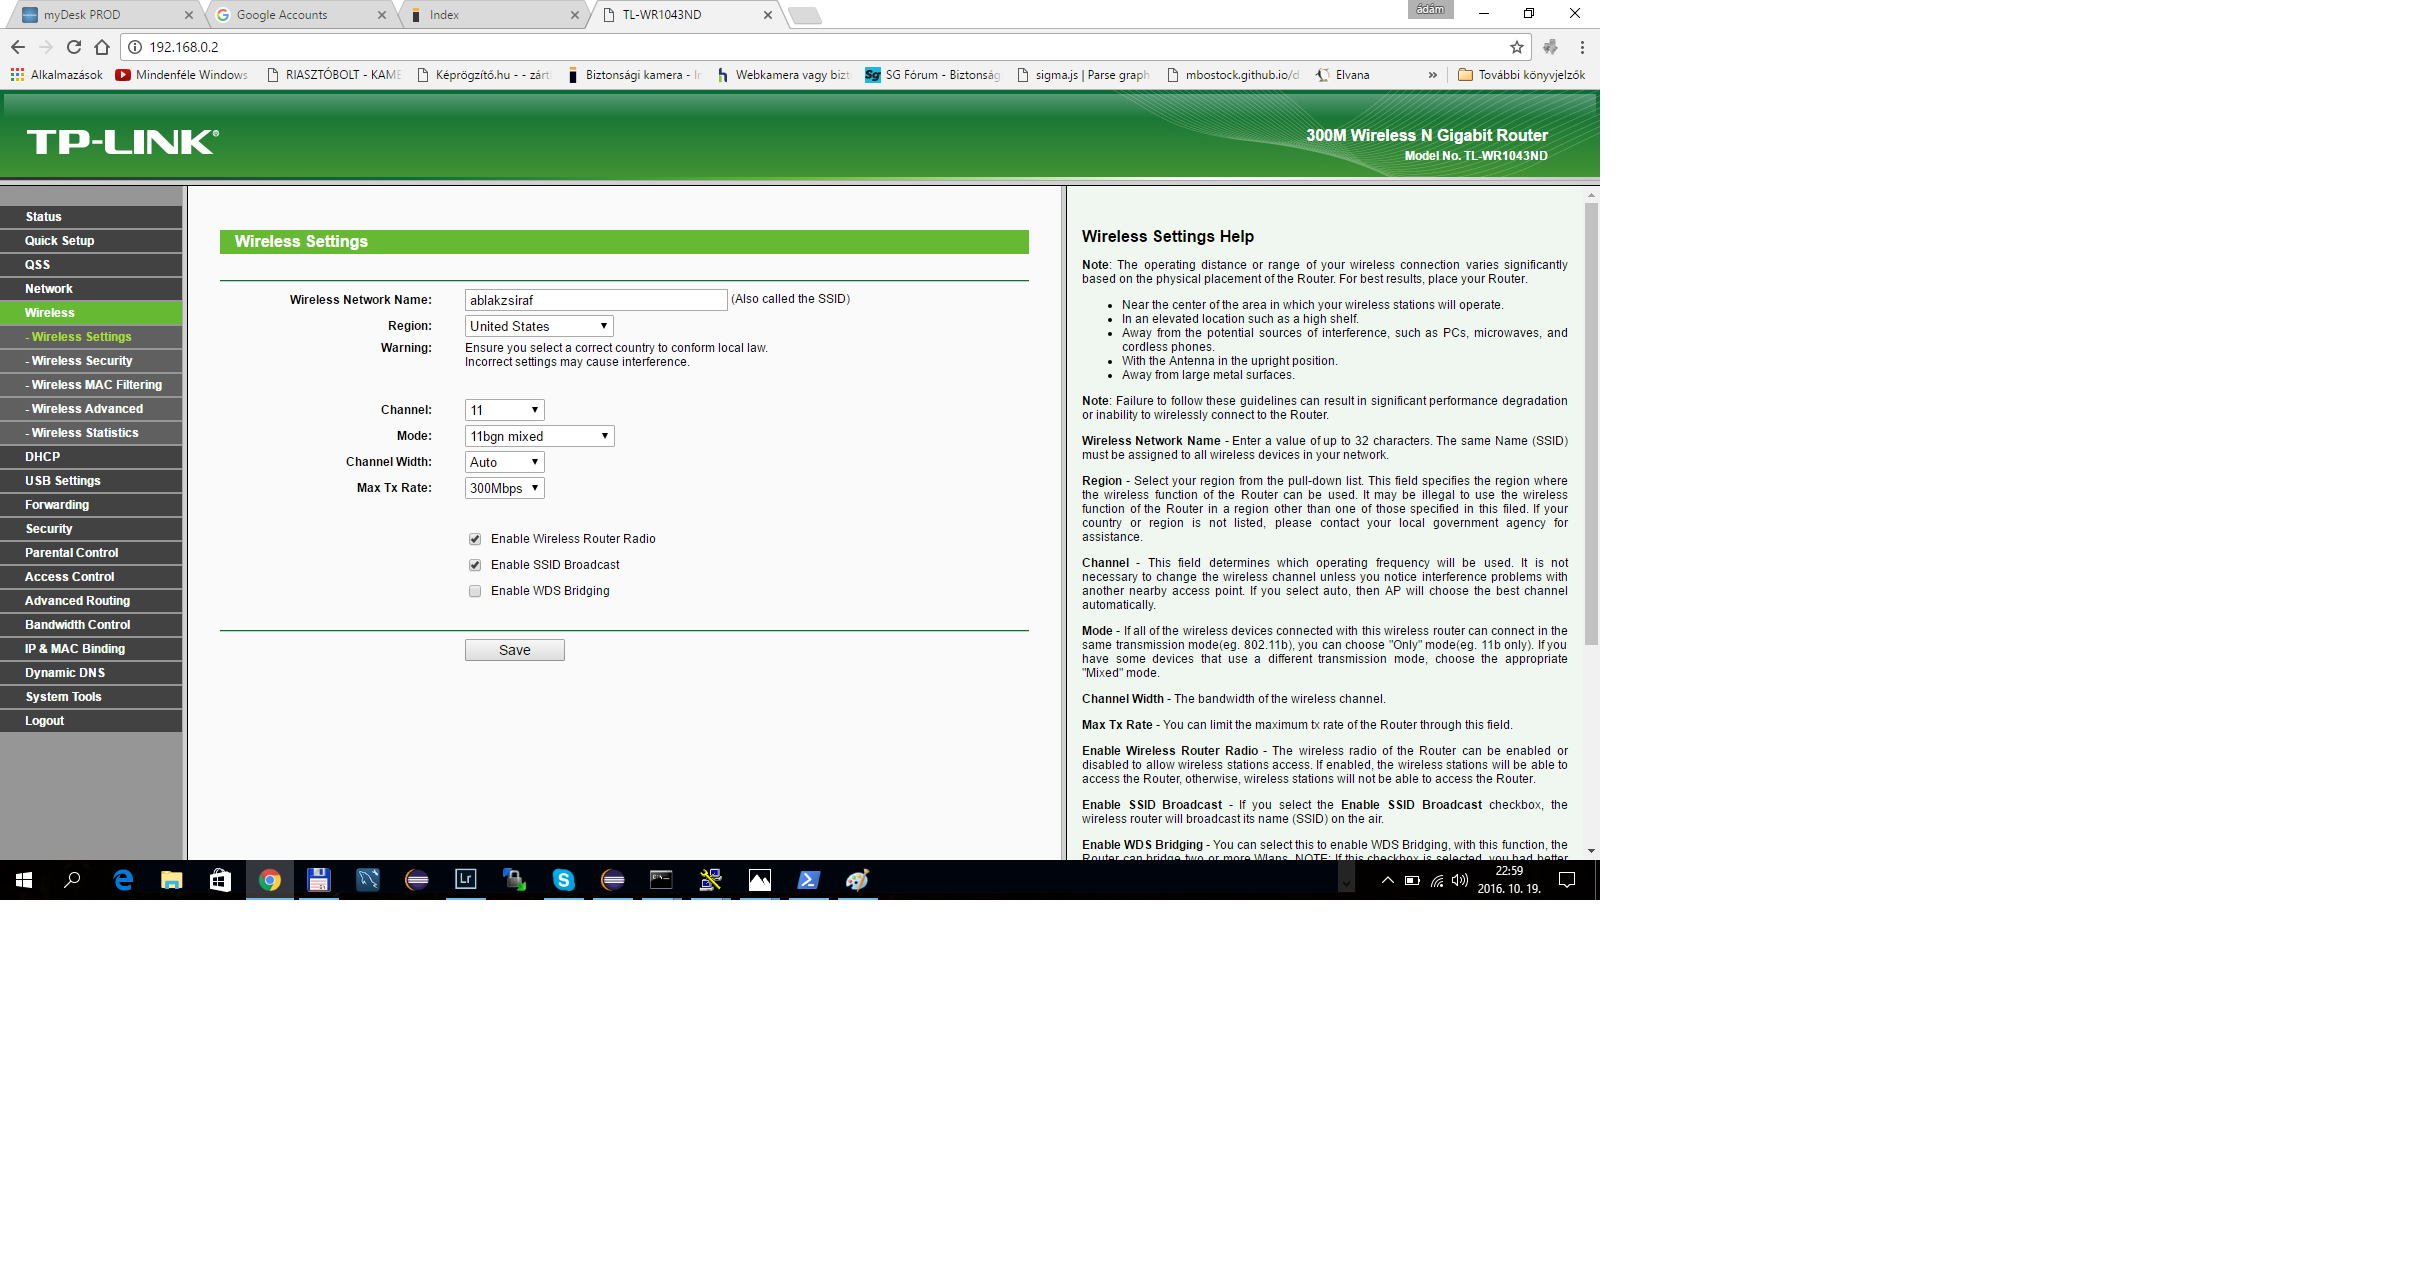 myDesk PROD
Google Accounts
Index
TL-WR1043ND
ádám
192.168.0.2
Alkalmazások
Mindenféle Windows
RIASZTÓBOLT - KAME
Képrögzítő.hu - - zárt
Biztonsági kamera - I
Webkamera vagy bizt
SG Fórum - Biztonság
sigma.js | Parse graph
mbostock.github.io/d
Elvana
»
További könyvjelzők
TP-LINK®
300M Wireless N Gigabit Router
Model No. TL-WR1043ND
Status
Quick Setup
QSS
Network
Wireless
- Wireless Settings
- Wireless Security
- Wireless MAC Filtering
- Wireless Advanced
- Wireless Statistics
DHCP
USB Settings
Forwarding
Security
Parental Control
Access Control
Advanced Routing
Bandwidth Control
IP & MAC Binding
Dynamic DNS
System Tools
Logout
Wireless Settings
Wireless Network Name: ablakzsiraf (Also called the SSID)
Region: United States
Warning: Ensure you select a correct country to conform local law.
Incorrect settings may cause interference.
Channel: 11
Mode: 11bgn mixed
Channel Width: Auto
Max Tx Rate: 300Mbps
Enable Wireless Router Radio
Enable SSID Broadcast
Enable WDS Bridging
Save
Wireless Settings Help
Note: The operating distance or range of your wireless connection varies significantly
based on the physical placement of the Router. For best results, place your Router.
• Near the center of the area in which your wireless stations will operate.
• In an elevated location such as a high shelf.
• Away from the potential sources of interference, such as PCs, microwaves, and
cordless phones.
• With the Antenna in the upright position.
• Away from large metal surfaces.
Note: Failure to follow these guidelines can result in significant performance degradation
or inability to wirelessly connect to the Router.
Wireless Network Name - Enter a value of up to 32 characters. The same Name (SSID)
must be assigned to all wireless devices in your network.
Region - Select your region from the pull-down list. This field specifies the region where
the wireless function of the Router can be used. It may be illegal to use the wireless
function of the Router in a region other than one of those specified in this filed. If your
country or region is not listed, please contact your local government agency for
assistance.
Channel - This field determines which operating frequency will be used. It is not
necessary to change the wireless channel unless you notice interference problems with
another nearby access point. If you select auto, then AP will choose the best channel
automatically.
Mode - If all of the wireless devices connected with this wireless router can connect in the
same transmission mode(eg. 802.11b), you can choose "Only" mode(eg. 11b only). If you
have some devices that use a different transmission mode, choose the appropriate
"Mixed" mode.
Channel Width - The bandwidth of the wireless channel.
Max Tx Rate - You can limit the maximum tx rate of the Router through this field.
Enable Wireless Router Radio - The wireless radio of the Router can be enabled or
disabled to allow wireless stations access. If enabled, the wireless stations will be able to
access the Router, otherwise, wireless stations will not be able to access the Router.
Enable SSID Broadcast - If you select the Enable SSID Broadcast checkbox, the
wireless router will broadcast its name (SSID) on the air.
Enable WDS Bridging - You can select this to enable WDS Bridging, with this function, the
Router can bridge two or more Wlans. NOTE: If this checkbox is selected, you had better
Lr
22:59
2016. 10. 19.